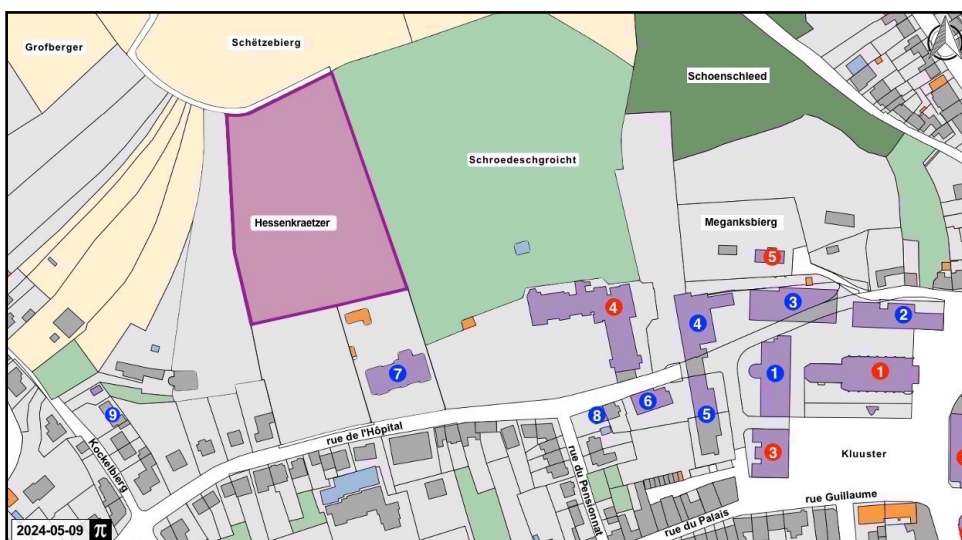 Grofberger
Schëtzebierg
Schoenschleed
Schroedeschgroicht
Hessenkraetzer
Meganksbierg
5
3
4
4
2
7
1
1
6
9
8
5
Kockelbierg
rue de l'Hôpital
rue du Pensionnat
3
Kluuster
rue Guillaume
rue du Palais
2024-05-09 π